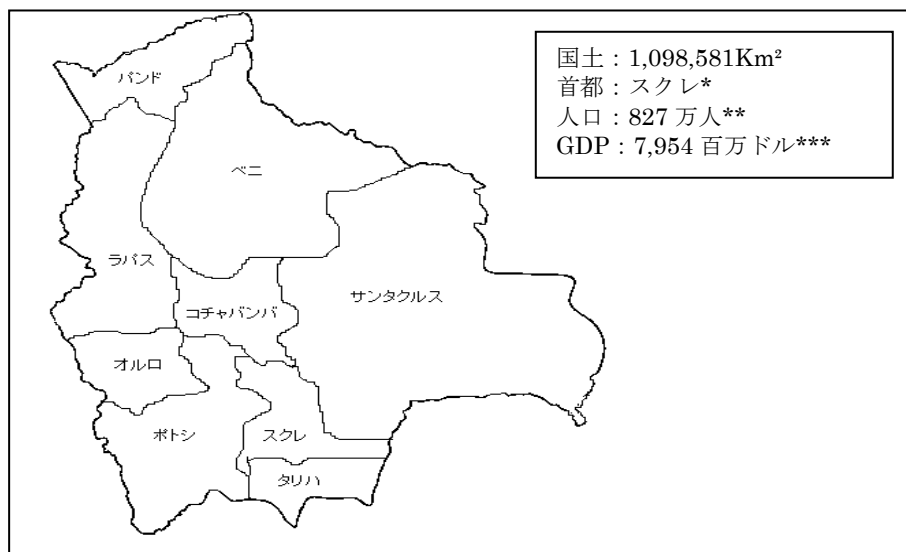 国土：1,098,581Km²
首都：スクレ*
人口：827 万人**
GDP：7,954 百万ドル***
パンド
ベニ
ラパス
サンタクルス
コチャバンバ
オルロ
ポトシ
スクレ
タリハ